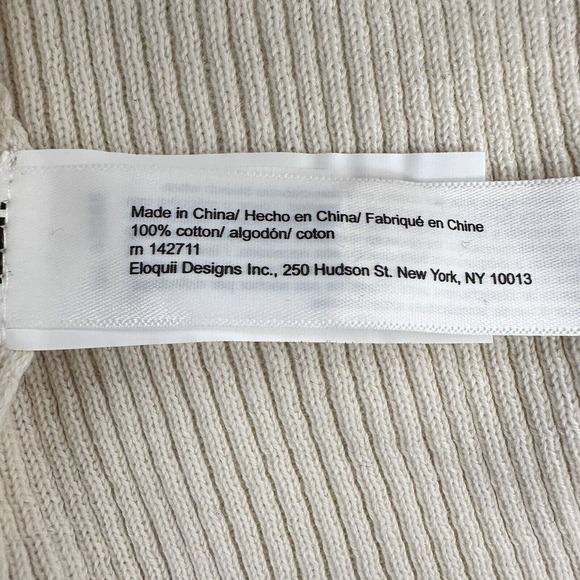 Made in China/ Hecho en China/ Fabriqué en Chine
100% cotton/ algodón/ coton
rn 142711
Eloquii Designs Inc., 250 Hudson St. New York, NY 10013